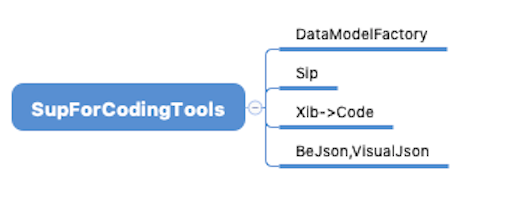 DataModelFactory
Sip
SupForCodingTools
Xib->Code
BeJson,VisualJson